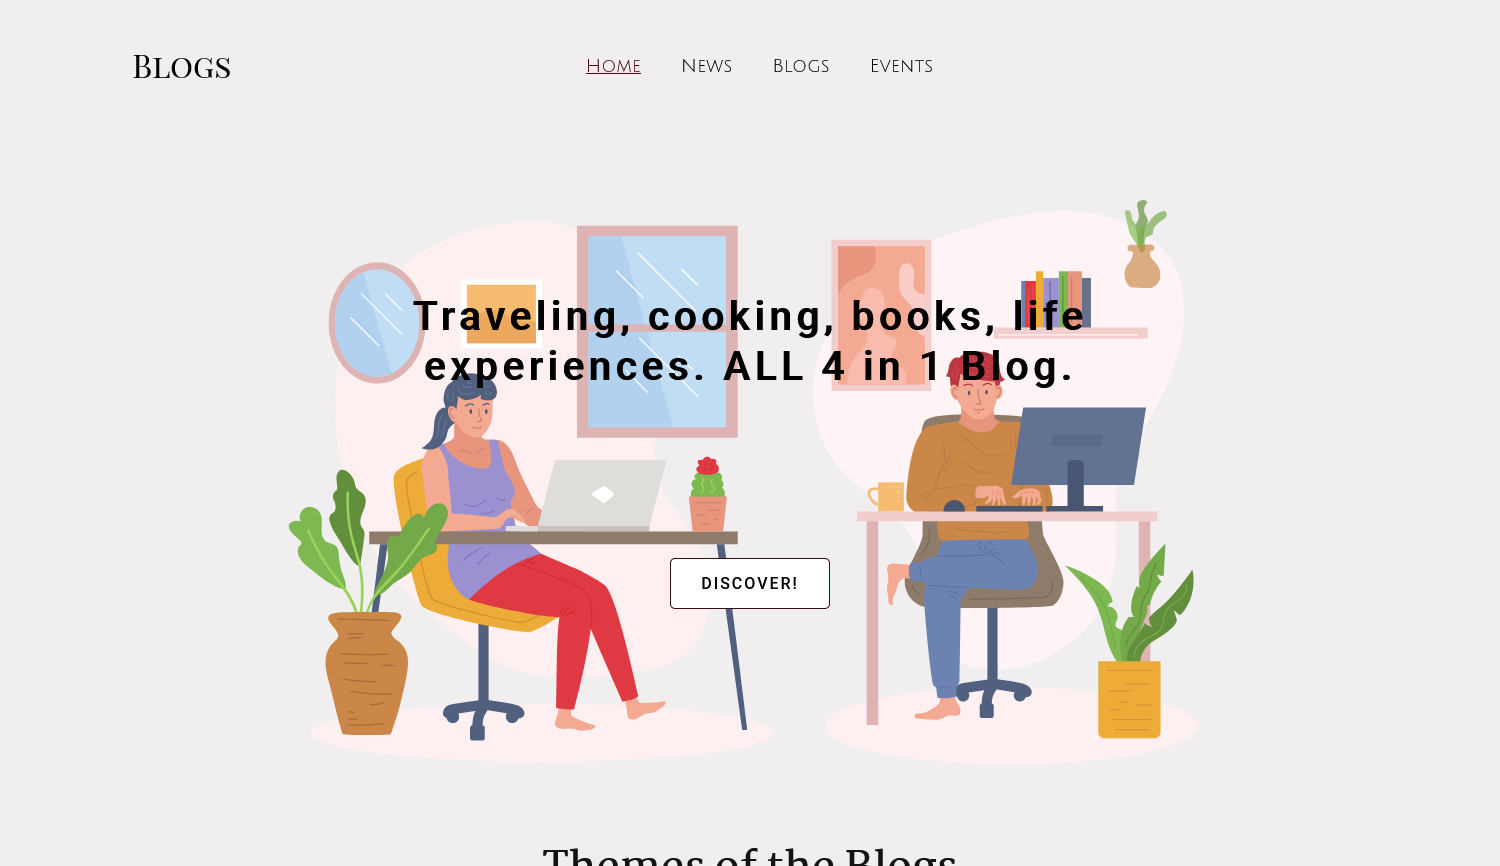 Blogs
Home News Blogs Events
Traveling, cooking, books, life
experiences. ALL 4 in 1 Blog.
DISCOVER!
Themes of the Blogs